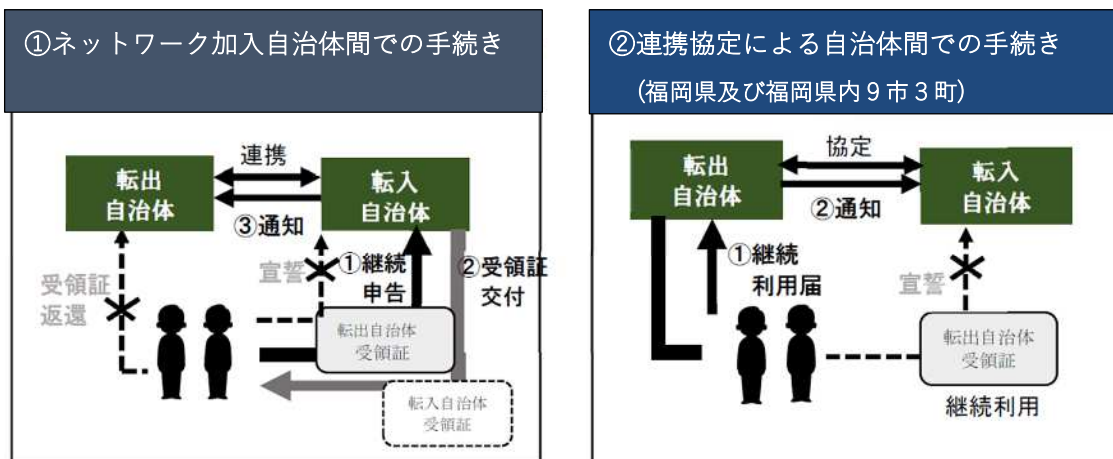 ①ネットワーク加入自治体間での手続き
連携
転出
自治体
転入
自治体
③通知
受領証
返還
宣誓
①継続
申告
②受領証
交付
転出自治体
受領証
転入自治体
受領証
②連携協定による自治体間での手続き
(福岡県及び福岡県内9市3町)
協定
転出
自治体
転入
自治体
②通知
①継続
利用届
宣誓
転出自治体
受領証
継続利用